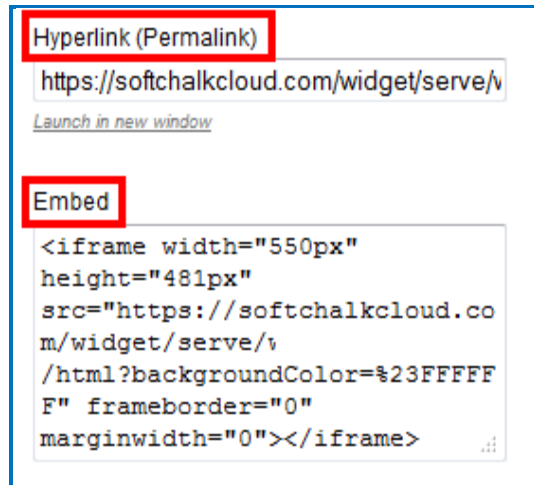 Hyperlink (Permalink)
https://softchalkcloud.com/widget/serve/
Launch in new window
Embed
<iframe width="550px"
height="481px"
src="https://softchalkcloud.co
m/widget/serve/
/html?backgroundColor=%23FFFFF
F" frameborder="0"
marginwidth="0"></iframe>